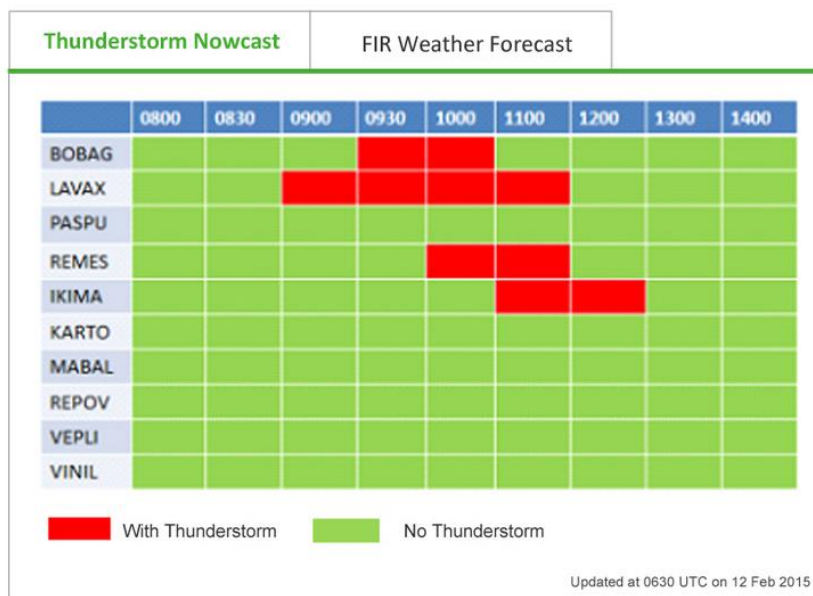 Thunderstorm Nowcast FIR Weather Forecast
0800 0830 0900 0930 1000 1100 1200 1300 1400
BOBAG
LAVAX
PASPU
REMES
IKIMA
KARTO
MABAL
REPOV
VEPLI
VINIL
With Thunderstorm No Thunderstorm
Updated at 0630 UTC on 12 Feb 2015